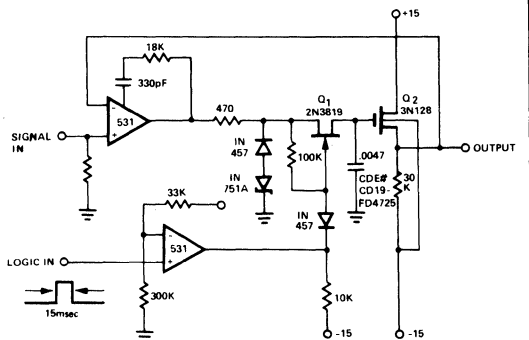 +15
18K
330pF
531
470
Q1
2N3819
Q2
3N128
SIGNAL
IN
OUTPUT
IN
457
100K
.0047
CDE#
CD19-
FD4725
30
K
IN
751A
33K
IN
457
531
LOGIC IN
300K
10K
15msec
-15
-15